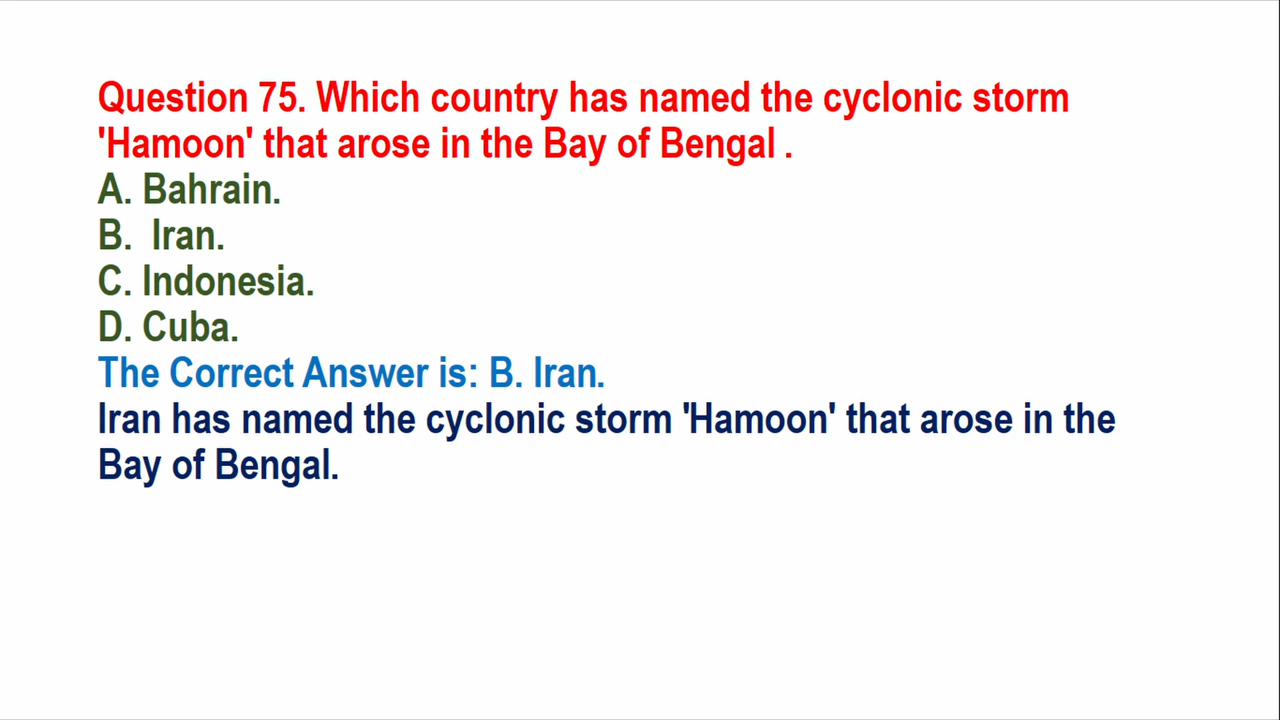 Question 75. Which country has named the cyclonic storm
'Hamoon' that arose in the Bay of Bengal .
A. Bahrain.
B.  Iran.
C. Indonesia.
D. Cuba.
The Correct Answer is: B. Iran.
Iran has named the cyclonic storm 'Hamoon' that arose in the
Bay of Bengal.